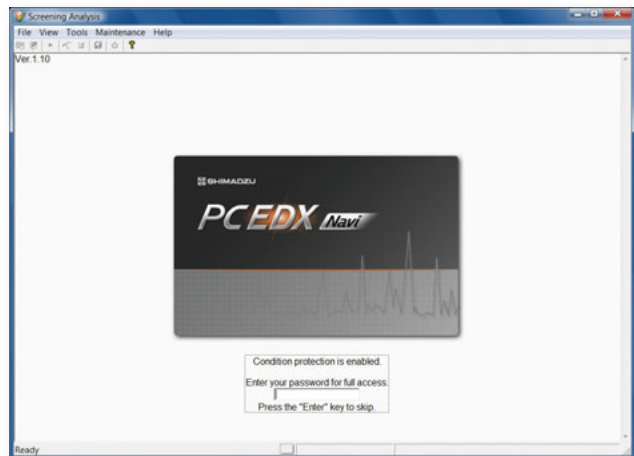 Screening Analysis
File View Tools Maintenance Help
Ver.1.10
SHIMADZU
PCEDX Navi
Condition protection is enabled.
Enter your password for full access.
Press the "Enter" key to skip.
Ready